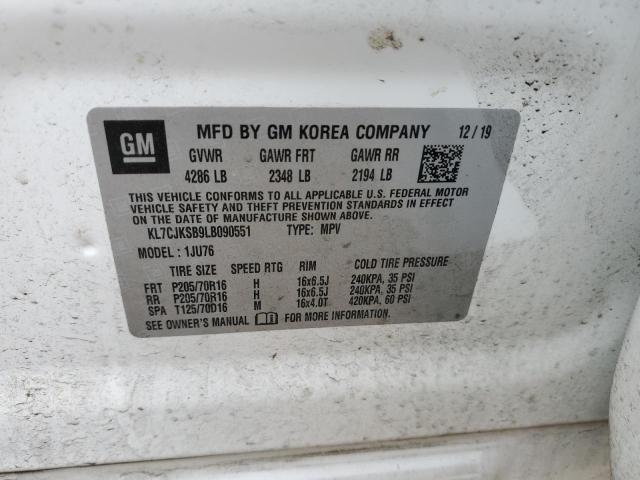 GM
MFD BY GM KOREA COMPANY 12/19
GVWR GAWR FRT GAWR RR
4286 LB 2348 LB 2194 LB
THIS VEHICLE CONFORMS TO ALL APPLICABLE U.S. FEDERAL MOTOR
VEHICLE SAFETY AND THEFT PREVENTION STANDARDS IN EFFECT
ON THE DATE OF MANUFACTURE SHOWN ABOVE.
KL7CJKSB9LB090551 TYPE: MPV
MODEL: 1JU76
TIRE SIZE SPEED RTG RIM COLD TIRE PRESSURE
FRT P205/70R16 H 16x6.5J 240KPA, 35 PSI
RR P205/70R16 H 16x6.5J 240KPA, 35 PSI
SPA T125/70D16 M 16x4.0T 420KPA, 60 PSI
SEE OWNER'S MANUAL FOR MORE INFORMATION.